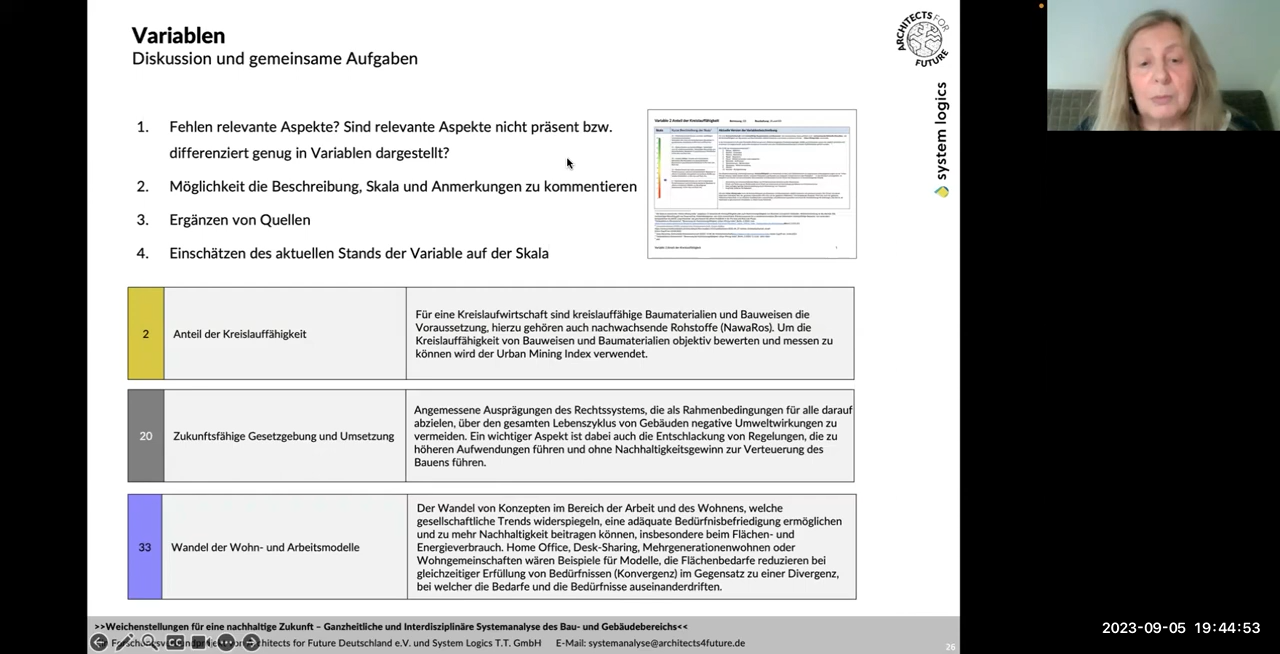 Variablen
Diskussion und gemeinsame Aufgaben
ARCHITECTS FOR FUTURE
system logics
1. Fehlen relevante Aspekte? Sind relevante Aspekte nicht präsent bzw.
differenziert genug in Variablen dargestellt?
2. Möglichkeit die Beschreibung, Skala und Anmerkungen zu kommentieren
3. Ergänzen von Quellen
4. Einschätzen des aktuellen Stands der Variable auf der Skala
Variable 2 Anteil der Kreislauffähigkeit
2
Anteil der Kreislauffähigkeit
Für eine Kreislaufwirtschaft sind kreislauffähige Baumaterialien und Bauweisen die
Voraussetzung, hierzu gehören auch nachwachsende Rohstoffe (NawaRos). Um die
Kreislauffähigkeit von Bauweisen und Baumaterialien objektiv bewerten und messen zu
können wird der Urban Mining Index verwendet.
20
Zukunftsfähige Gesetzgebung und Umsetzung
Angemessene Ausprägungen des Rechtssystems, die als Rahmenbedingungen für alle darauf
abzielen, über den gesamten Lebenszyklus von Gebäuden negative Umweltwirkungen zu
vermeiden. Ein wichtiger Aspekt ist dabei auch die Entschlackung von Regelungen, die zu
höheren Aufwendungen führen und ohne Nachhaltigkeitsgewinn zur Verteuerung des
Bauens führen.
33
Wandel der Wohn- und Arbeitsmodelle
Der Wandel von Konzepten im Bereich der Arbeit und des Wohnens, welche
gesellschaftliche Trends widerspiegeln, eine adäquate Bedürfnisbefriedigung ermöglichen
und zu mehr Nachhaltigkeit beitragen können, insbesondere beim Flächen- und
Energieverbrauch. Home Office, Desk-Sharing, Mehrgenerationenwohnen oder
Wohngemeinschaften wären Beispiele für Modelle, die Flächenbedarfe reduzieren bei
gleichzeitiger Erfüllung von Bedürfnissen (Konvergenz) im Gegensatz zu einer Divergenz,
bei welcher die Bedarfe und die Bedürfnisse auseinanderdriften.
>>Weichenstellungen für eine nachhaltige Zukunft – Ganzheitliche und Interdisziplinäre Systemanalyse des Bau- und Gebäudebereichs<<
for Future Deutschland e.V. und System Logics T.T. GmbH E-Mail: systemanalyse@architects4future.de
26
2023-09-05 19:44:53